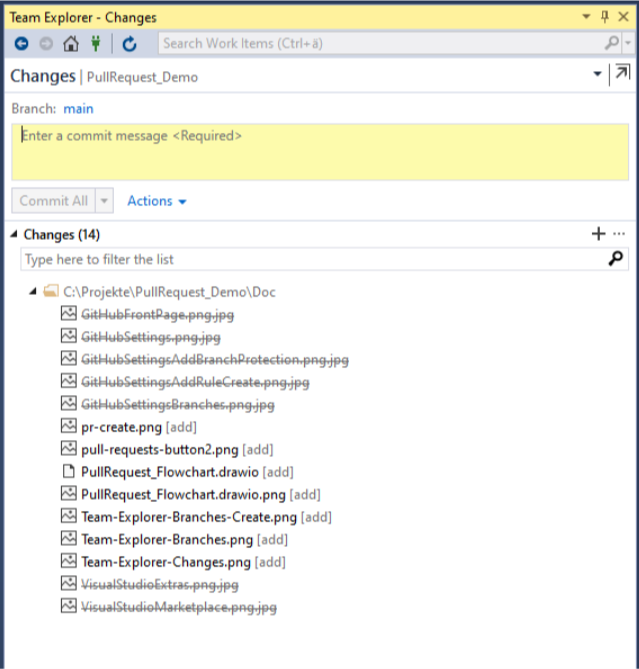 Team Explorer - Changes
Search Work Items (Ctrl+ä)
Changes | PullRequest_Demo
Branch: main
Enter a commit message <Required>
Commit All Actions
Changes (14)
Type here to filter the list
C:\Projekte\PullRequest_Demo\Doc
GitHubFrontPage.png.jpg
GitHubSettings.png.jpg
GitHubSettingsAddBranchProtection.png.jpg
GitHubSettingsAddRuleCreate.png.jpg
GitHubSettingsBranches.png.jpg
pr-create.png [add]
pull-requests-button2.png [add]
PullRequest_Flowchart.drawio [add]
PullRequest_Flowchart.drawio.png [add]
Team-Explorer-Branches-Create.png [add]
Team-Explorer-Branches.png [add]
Team-Explorer-Changes.png [add]
VisualStudioExtras.png.jpg
VisualStudioMarketplace.png.jpg